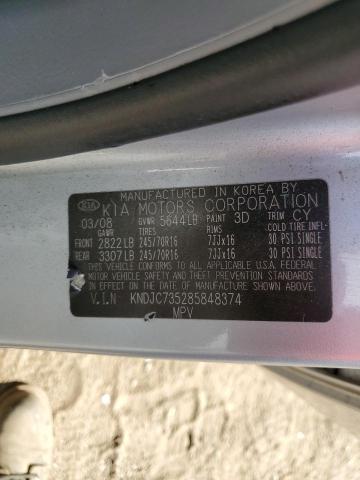 MANUFACTURED IN KOREA BY
KIA KIA MOTORS CORPORATION
03/08 GVWR 5644LB PAINT 3D TRIM CY
GAWR TIRES RIMS COLD TIRE INFL
FRONT 2822LB 245/70R16 7JJx16 30 PSI SINGLE
REAR 3307LB 245/70R16 7JJx16 30 PSI SINGLE
THIS VEHICLE CONFORMS TO ALL APPLICABLE
FEDERAL MOTOR VEHICLE SAFETY STANDARDS
IN EFFECT ON THE DATE OF MANUFACTURE SHOWN ABOVE
V.I.N KNDJC735285848374
MPV